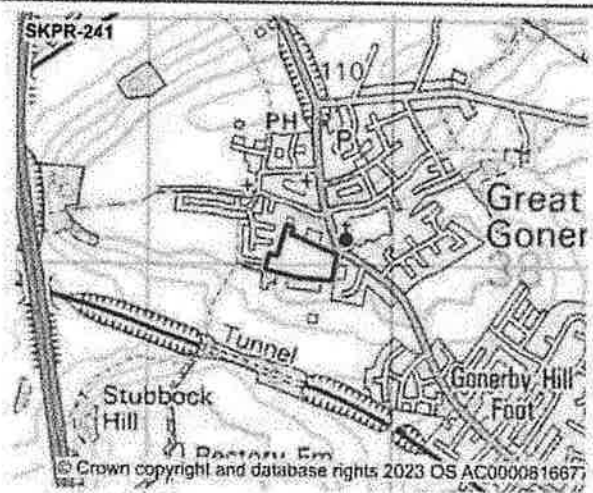 SKPR-241
110
PH
P
Great
Goner
Tunnel
Gonerby Hill
Foot
Stubbock
Hill
© Crown copyright and database rights 2023 OS